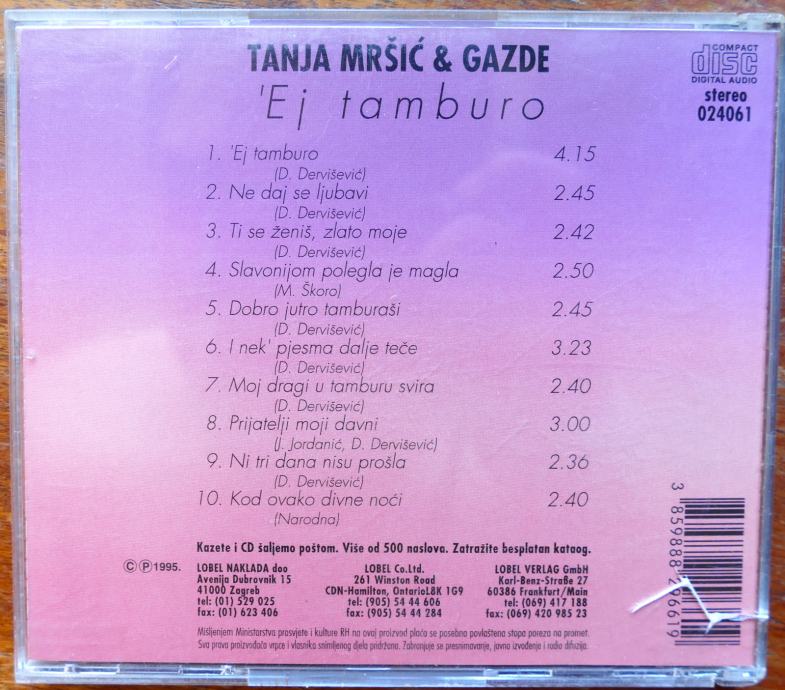 TANJA MRŠIĆ & GAZDE
'Ej tamburo
COMPACT
disc
DIGITAL AUDIO
stereo
024061
1. 'Ej tamburo 4.15
(D. Dervišević)
2. Ne daj se ljubavi 2.45
(D. Dervišević)
3. Ti se ženiš, zlato moje 2.42
(D. Dervišević)
4. Slavonijom polegla je magla 2.50
(M. Škoro)
5. Dobro jutro tamburaši 2.45
(D. Dervišević)
6. I nek' pjesma dalje teče 3.23
(D. Dervišević)
7. Moj dragi u tamburu svira 2.40
(D. Dervišević)
8. Prijatelji moji davni 3.00
(J. Jordanić, D. Dervišević)
9. Ni tri dana nisu prošla 2.36
(D. Dervišević)
10. Kod ovako divne noći 2.40
(Narodna)
Kazete i CD šaljemo poštom. Više od 500 naslova. Zatražite besplatan kataog.
©Ⓟ1995.
LOBEL NAKLADA doo
Avenija Dubrovnik 15
41000 Zagreb
tel: (01) 529 025
fax: (01) 623 406
LOBEL Co.Ltd.
261 Winston Road
CDN-Hamilton, OntarioL8K 1G9
tel: (905) 54 44 606
fax: (905) 54 44 284
LOBEL VERLAG GmbH
Karl-Benz-Straße 27
60386 Frankfurt/Main
tel: (069) 417 188
fax: (069) 420 985 23
Mišljenjem Ministarstva prosvjete i kulture RH na ovaj proizvod plaća se posebna povlaštena stopa poreza na promet.
Sva prava proizvođača vrpce i vlasnika snimljenog djela pridržana. Zabranjuje se presnimavanje, javno izvođenje i radio difuzija.
3 859888 296619